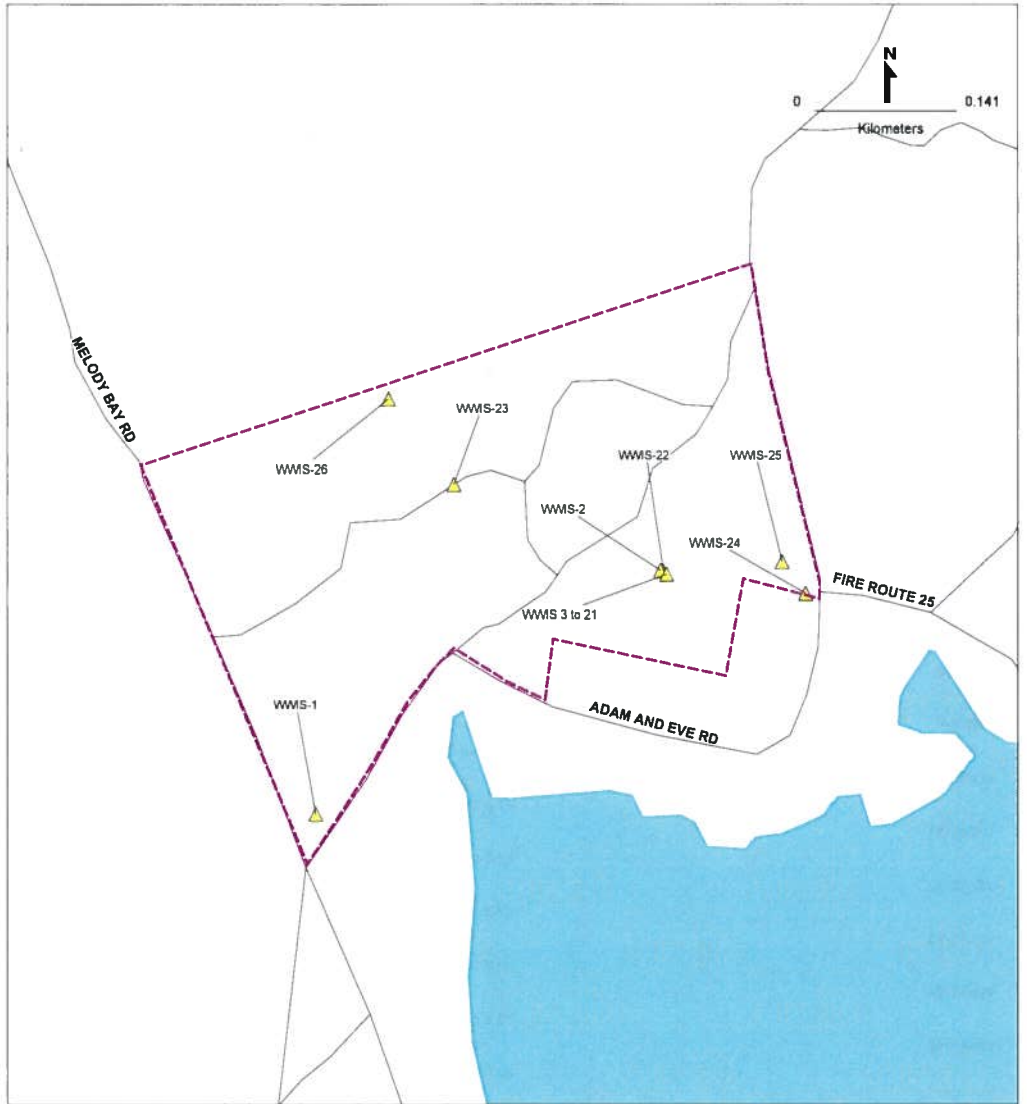 N
0 0.141
Kilometers
MELODY BAY RD
WWIS-23
WWIS-26
WWIS-22
WWIS-25
WWIS-2
WWIS-24
FIRE ROUTE 25
WWIS 3 to 21
WWIS-1
ADAM AND EVE RD